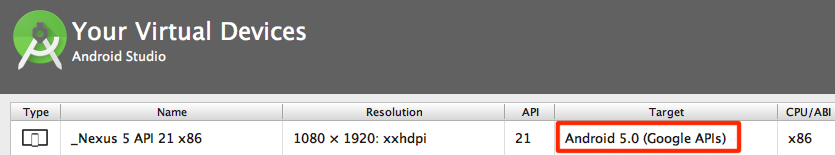 Your Virtual Devices
Android Studio
Type Name Resolution API Target CPU/ABI
_Nexus 5 API 21 x86 1080 × 1920: xxhdpi 21 Android 5.0 (Google APIs) x86